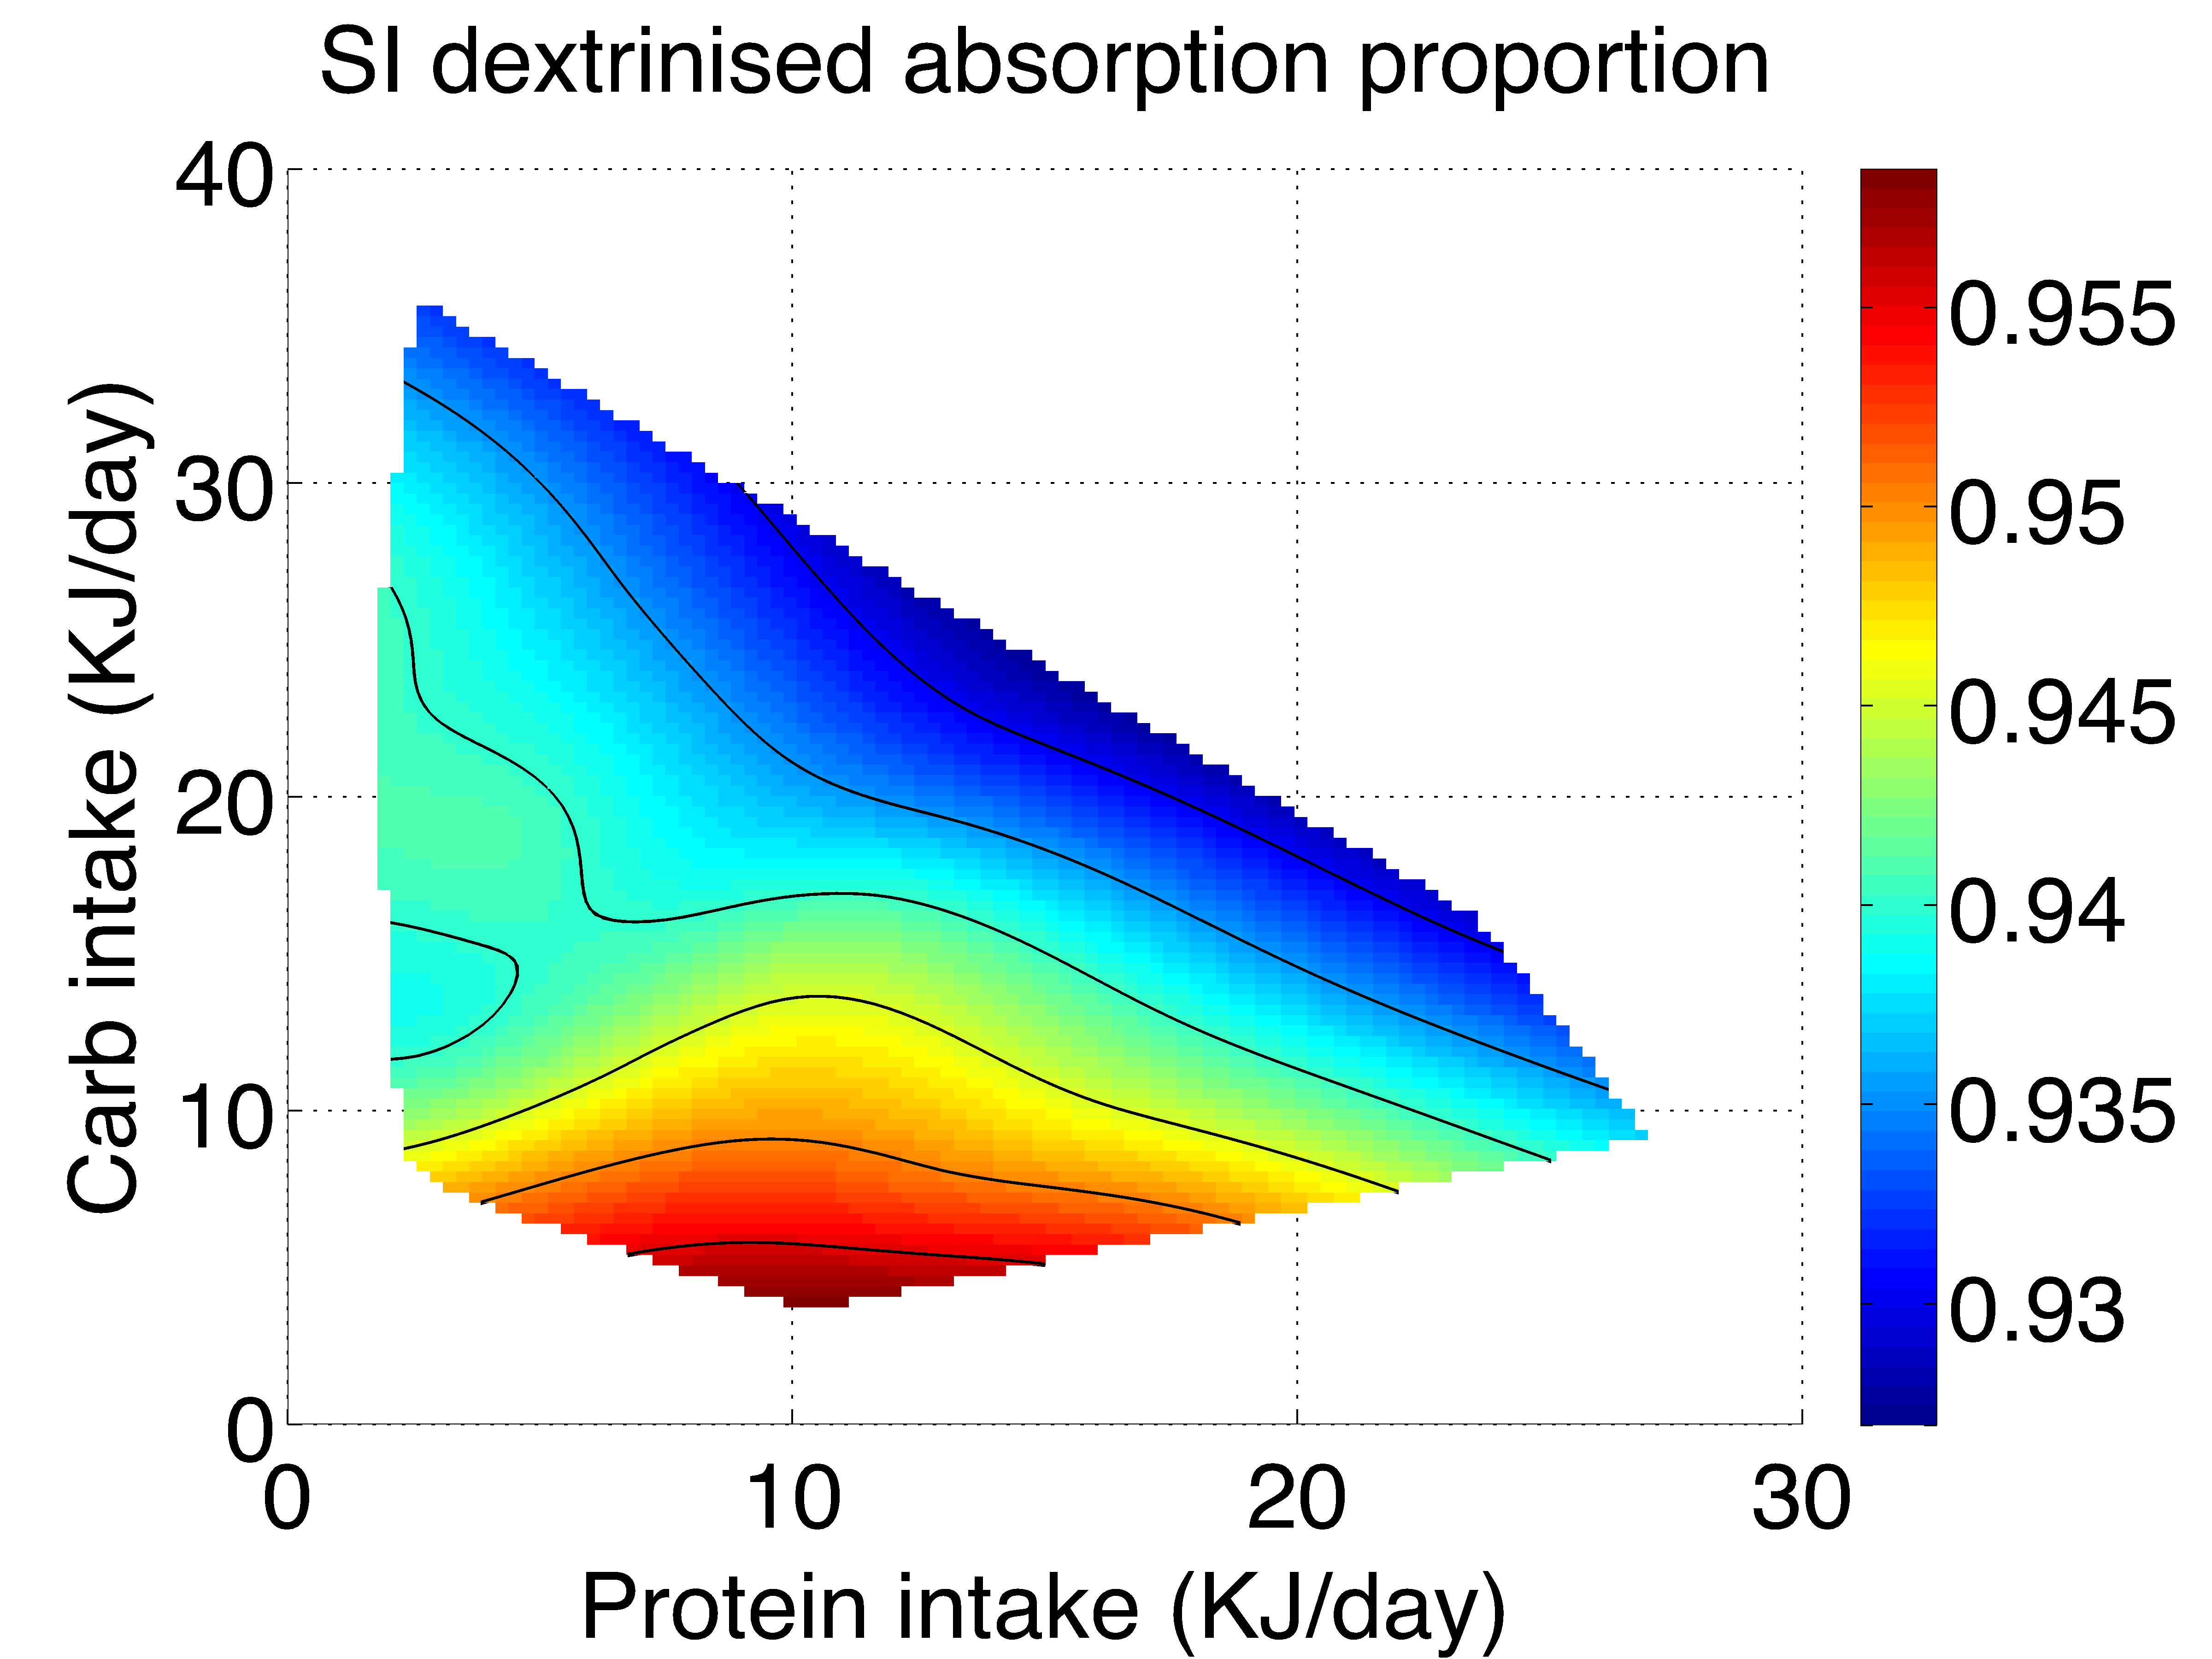 SI dextrinised absorption proportion
40
30
20
10
0
Carb intake (KJ/day)
0 10 20 30
Protein intake (KJ/day)
0.955
0.95
0.945
0.94
0.935
0.93